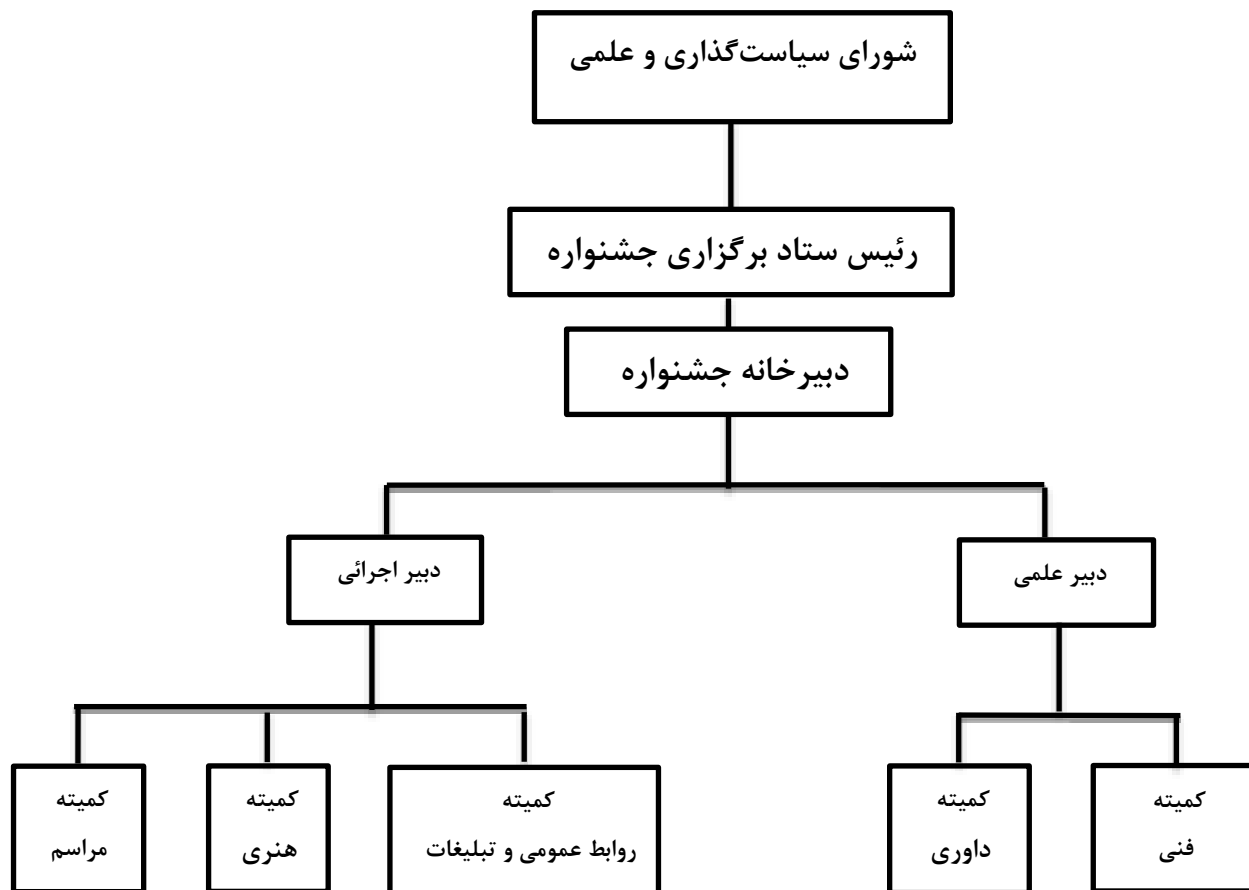 شورای سیاست‌گذاری و علمی
رئیس ستاد برگزاری جشنواره
دبیرخانه جشنواره
دبیر علمی
دبیر اجرائی
کمیته
فنی
کمیته
داوری
کمیته
روابط عمومی و تبلیغات
کمیته
هنری
کمیته
مراسم